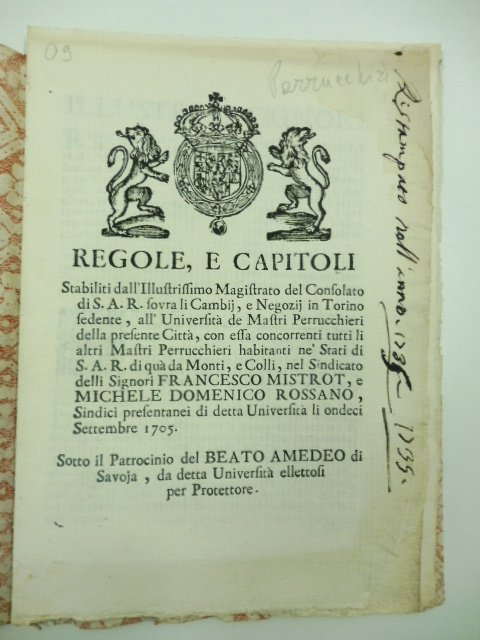 09
Perrucchieri
REGOLE, E CAPITOLI
Stabiliti dall'Illustrissimo Magistrato del Consolato
di S. A. R. sovra li Cambij, e Negozij in Torino
sedente, all' Università de Mastri Perrucchieri
della presente Città, con essa concorrenti tutti li
altri Mastri Perrucchieri habitanti ne' Stati di
S. A. R. di quà da Monti, e Colli, nel Sindicato
delli Signori FRANCESCO MISTROT, e
MICHELE DOMENICO ROSSANO,
Sindici presentanei di detta Università li ondeci
Settembre 1705.
Sotto il Patrocinio del BEATO AMEDEO di
Savoja, da detta Università ellettosi
per Protettore.
Ristampato nell'anno. 1735.